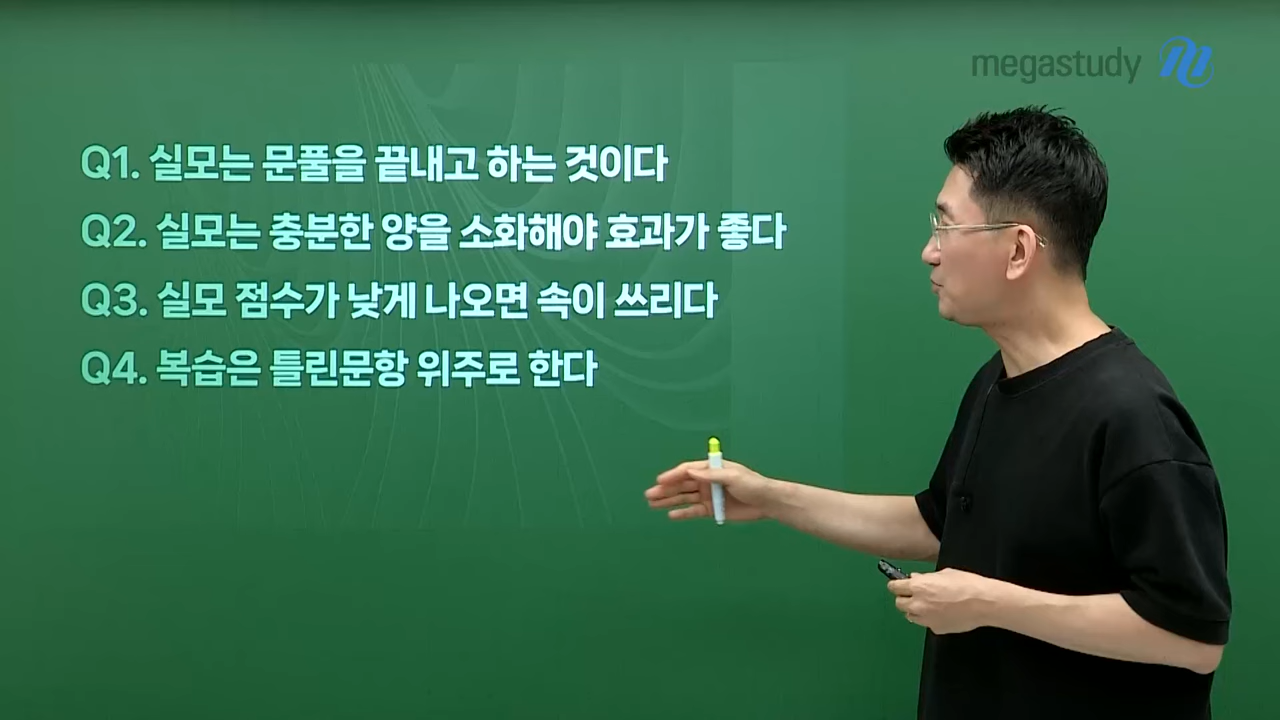 megastudy
Q1. 실모는 문풀을 끝내고 하는 것이다
Q2. 실모는 충분한 양을 소화해야 효과가 좋다
Q3. 실모 점수가 낮게 나오면 속이 쓰리다
Q4. 복습은 틀린문항 위주로 한다